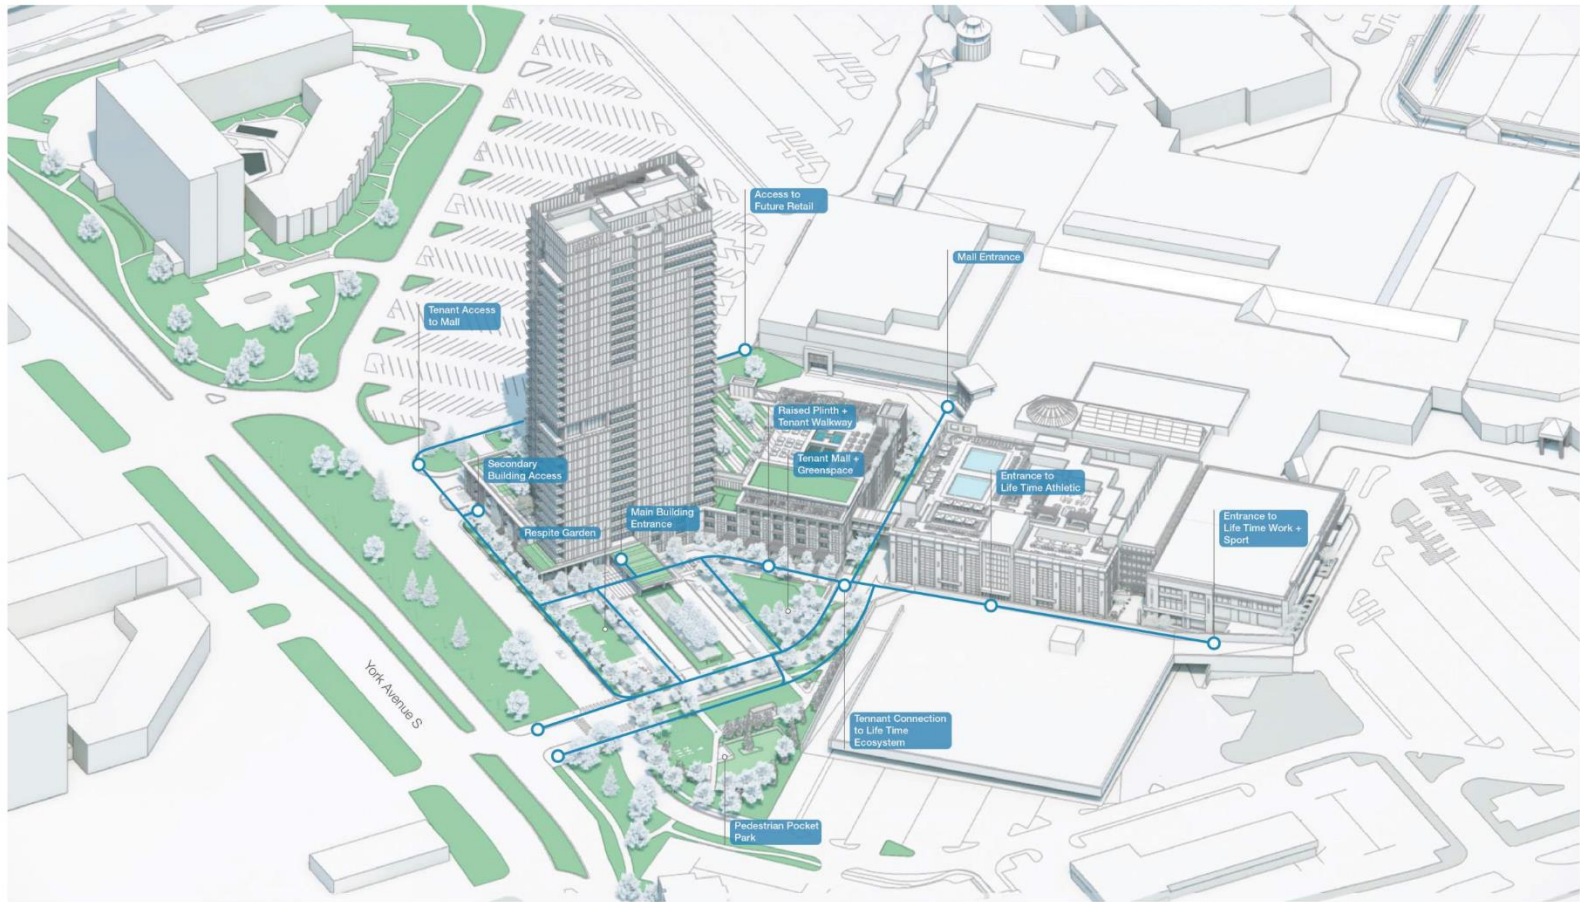 Access to
Future Retail
Mall Entrance
Tenant Access
to Mall
Raised Plinth +
Tenant Walkway
Tenant Mall +
Greenspace
Secondary
Building Access
Entrance to
Life Time Athletic
Main Building
Entrance
Respite Garden
Entrance to
Life Time Work +
Sport
York Avenue S
Tennant Connection
to Life Time
Ecosystem
Pedestrian Pocket
Park